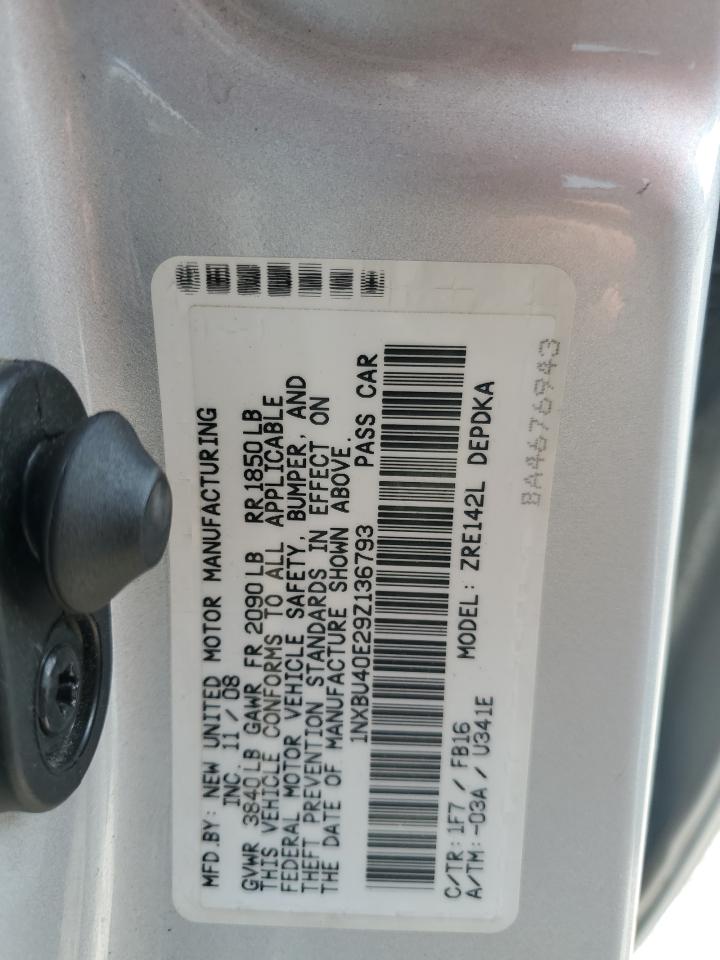 MFD.BY: NEW UNITED MOTOR MANUFACTURING
INC. 11 / 08
GVWR 3840 LB GAWR FR 2090 LB RR 1850 LB
THIS VEHICLE CONFORMS TO ALL APPLICABLE
FEDERAL MOTOR VEHICLE SAFETY, BUMPER, AND
THEFT PREVENTION STANDARDS IN EFFECT ON
THE DATE OF MANUFACTURE SHOWN ABOVE.
1NXBU40E29Z136793 PASS CAR
C/TR: 1F7 / FB16 MODEL: ZRE142L DEPDKA
A/TM: -03A / U341E
BA4676943